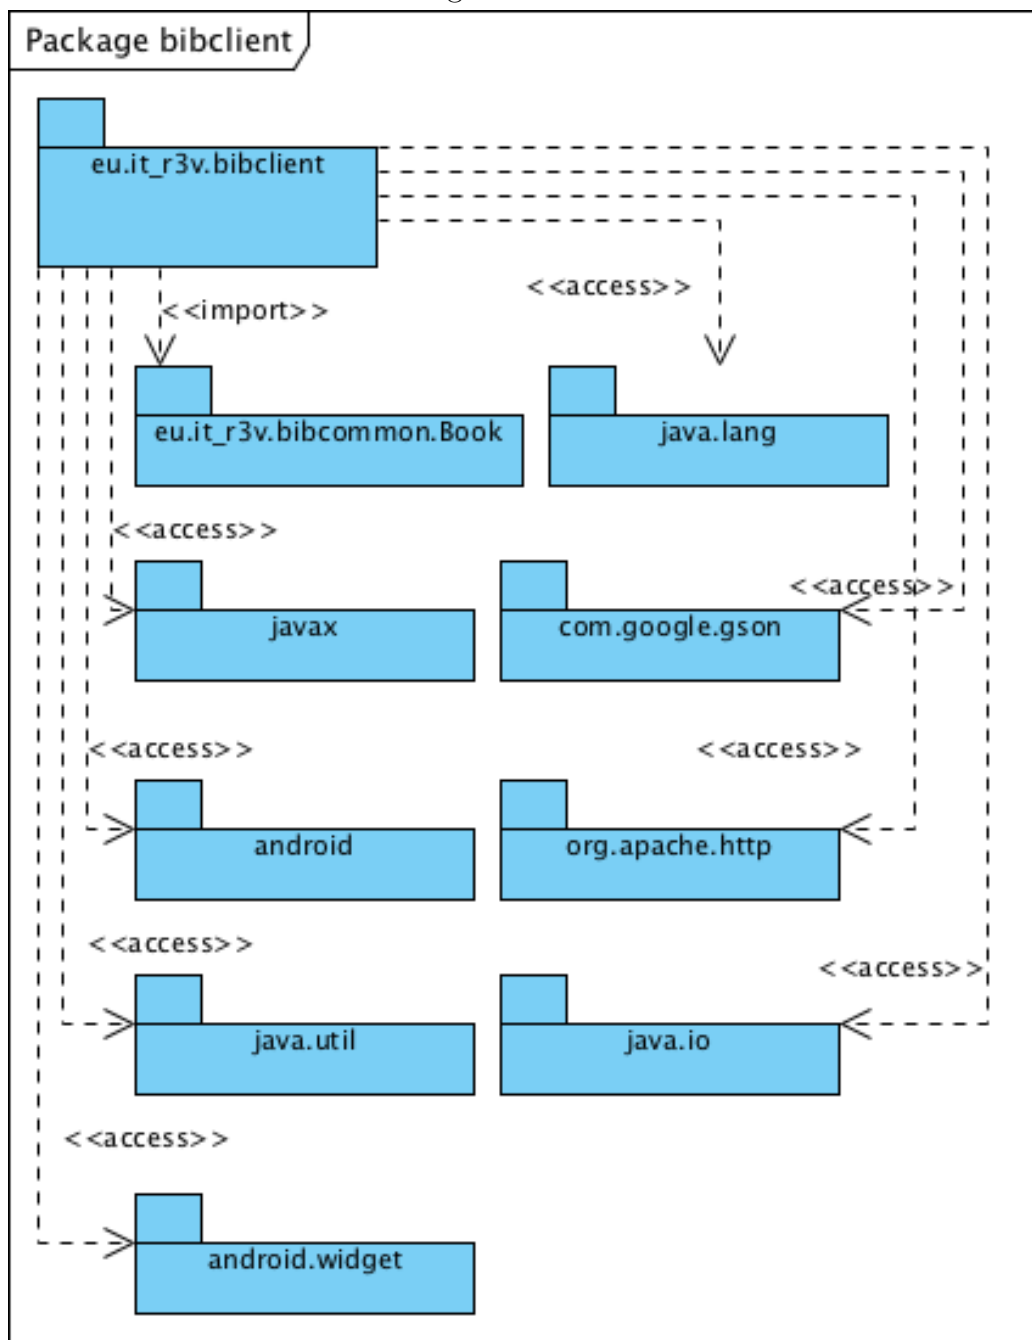 Package bibclient
eu.it_r3v.bibclient
<<access>>
<<import>>
eu.it_r3v.bibcommon.Book
java.lang
<<access>>
<<access>>
javax
com.google.gson
<<access>>
<<access>>
android
org.apache.http
<<access>>
<<access>>
java.util
java.io
<<access>>
android.widget